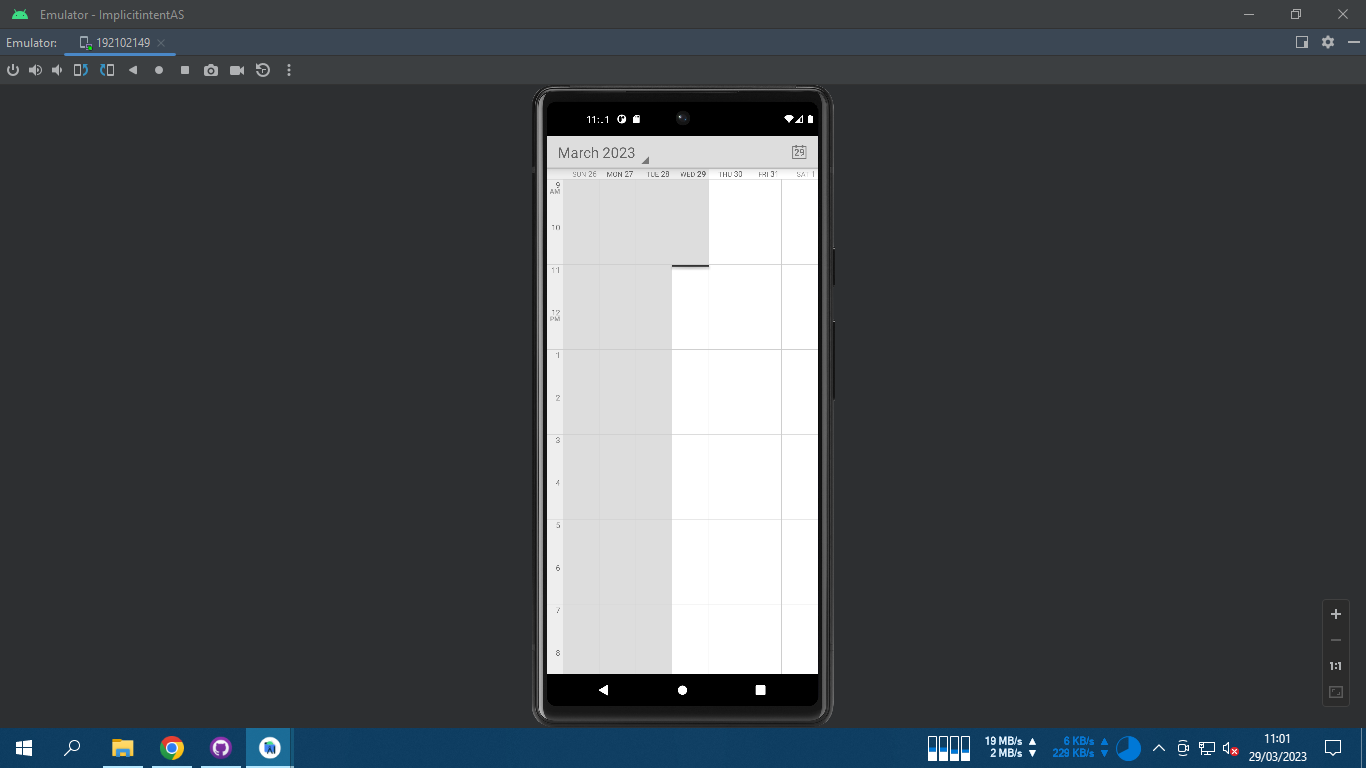 Emulator - ImplicitintentAS
Emulator: 192102149
March 2023 29
SUN 26 MON 27 TUE 28 WED 29 THU 30 FRI 31 SAT 1
9
AM
10
11
12
PM
1
2
3
4
5
6
7
8
1:1
19 MB/s 6 KB/s
2 MB/s 229 KB/s
11:01
29/03/2023